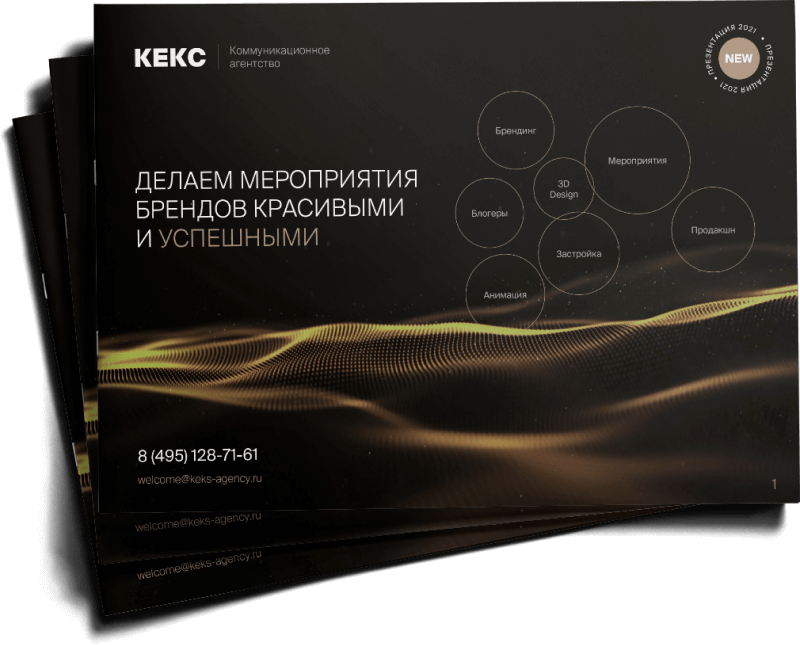 КЕКС
Коммуникационное
агентство
ПРЕЗЕНТАЦИЯ 2021 • ПРЕЗЕНТАЦИЯ 2021 •
NEW
Брендинг
Мероприятия
3D
Design
Блогеры
Продакшн
Застройка
Анимация
ДЕЛАЕМ МЕРОПРИЯТИЯ
БРЕНДОВ КРАСИВЫМИ
И УСПЕШНЫМИ
8 (495) 128-71-61
welcome@keks-agency.ru
1
welcome@keks-agency.ru
welcome@keks-agency.ru